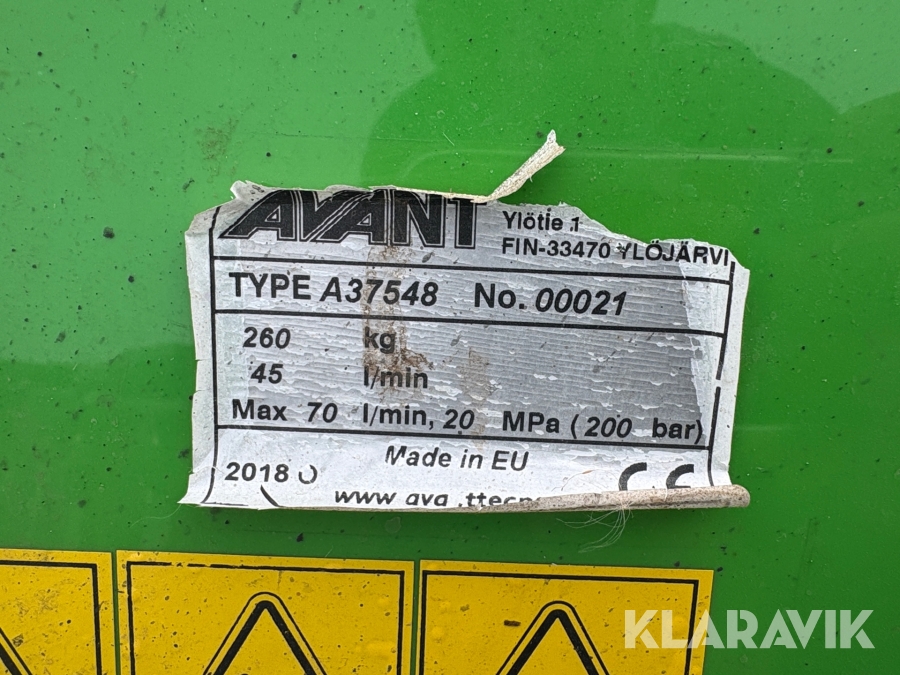 AVANT
Ylötie 1
FIN-33470 YLÖJÄRVI
TYPE A37548 No. 00021
260 kg
45 l/min
Max 70 l/min, 20 MPa (200 bar)
Made in EU
2018
CE
KLARAVIK